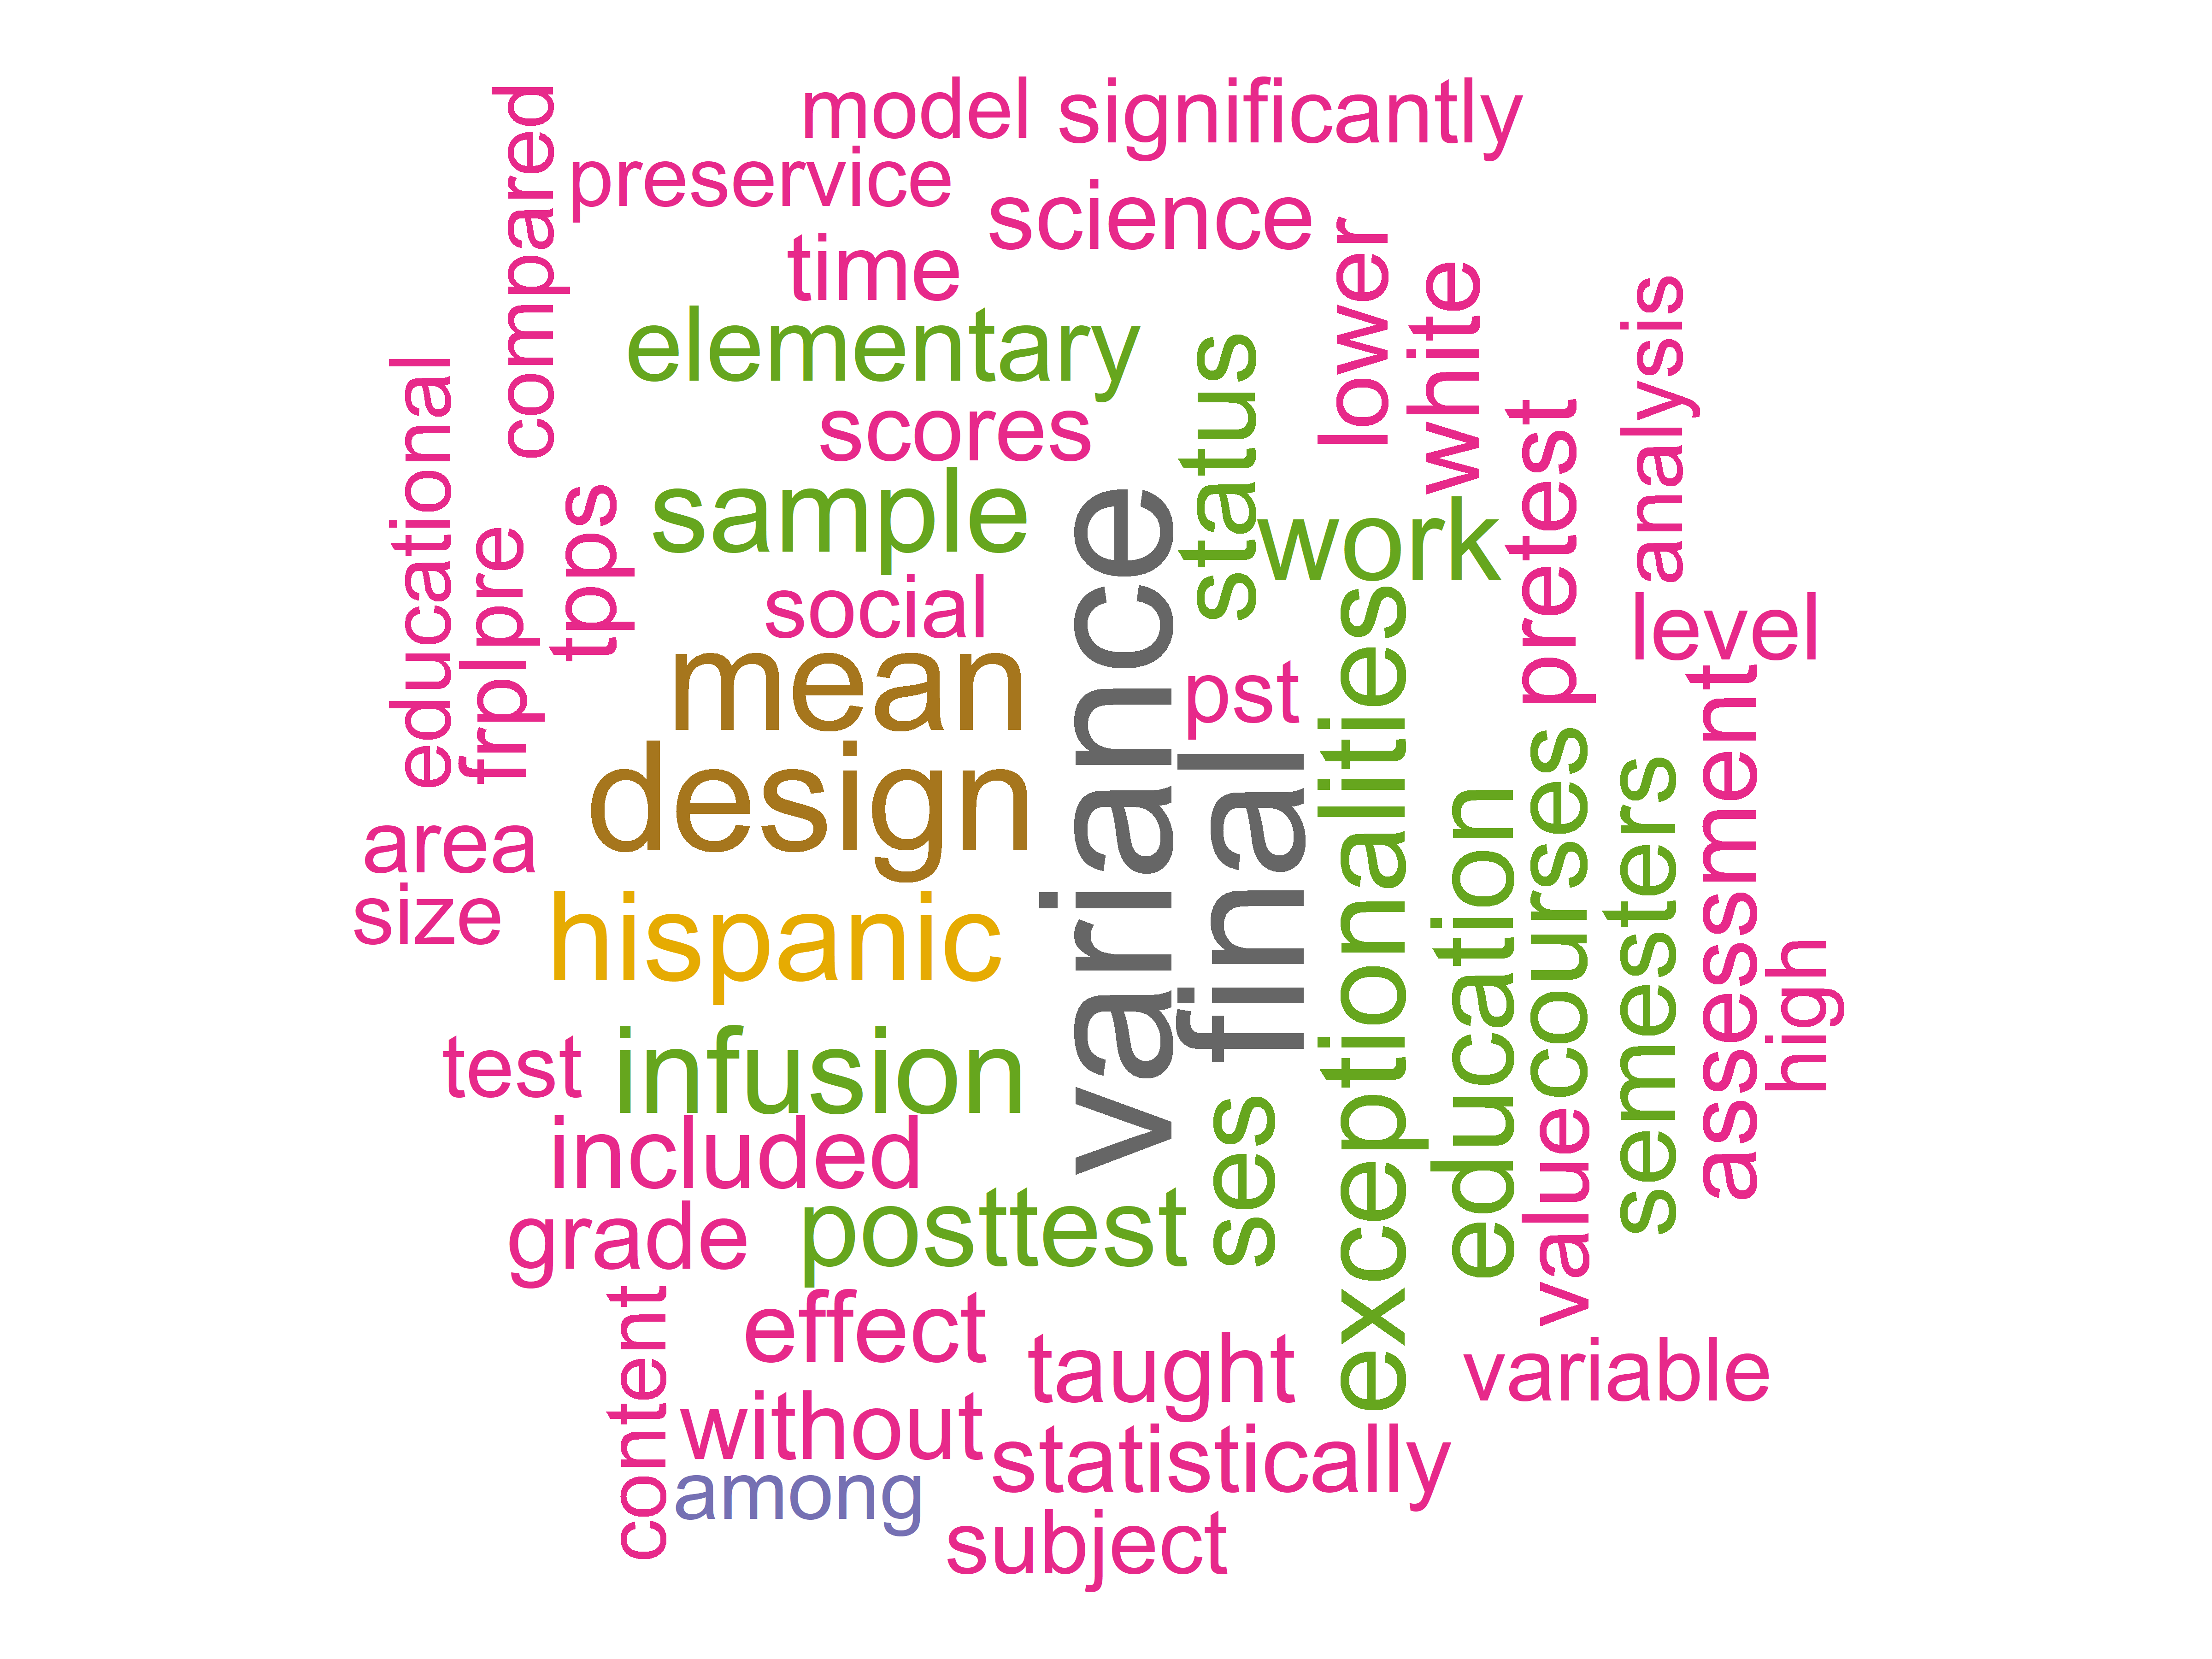 model significantly
preservice
science
time
elementary
scores
sample
social
mean
design
hispanic
infusion
included
grade
posttest
effect
taught
without
statistically
among
subject
content
test
area
size
educational
compared
frplpre
tpps
variance
final
status
work
pst
ses
exceptionalities
lower
white
pretest
analysis
level
education
courses
value
semesters
assessment
high
variable